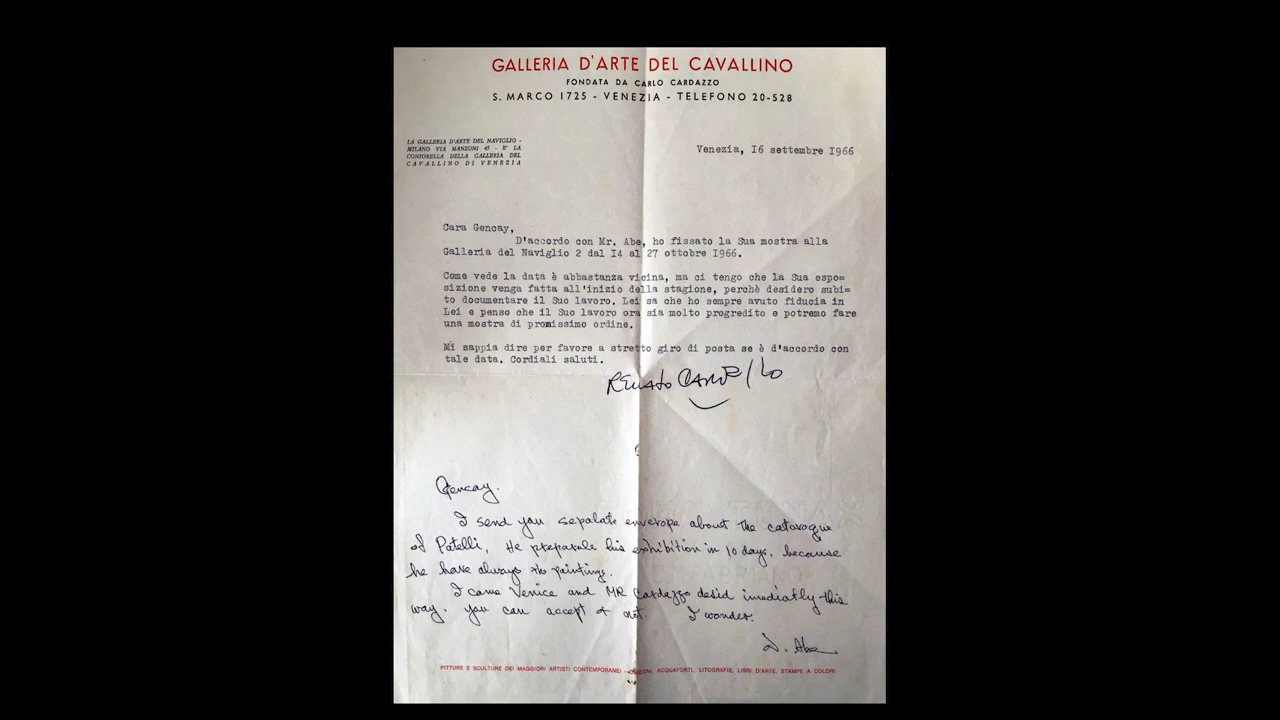 GALLERIA D'ARTE DEL CAVALLINO
FONDATA DA CARLO CARDAZZO
S. MARCO 1725 - VENEZIA - TELEFONO 20-528
LA GALLERIA D'ARTE DEL NAVIGLIO -
MILANO VIA MANZONI 45 - E' LA
CONSORELLA DELLA GALLERIA DEL
CAVALLINO DI VENEZIA
Venezia, I6 settembre I966
Cara Gencay,
D'accordo con Mr. Abe, ho fissato la Sua mostra alla
Galleria del Naviglio 2 dal I4 al 27 ottobre I966.
Come vede la data è abbastanza vicina, ma ci tengo che la Sua espo=
sizione venga fatta all'inizio della stagione, perchè desidero subi=
to documentare il Suo lavoro. Lei sa che ho sempre avuto fiducia in
Lei e penso che il Suo lavoro ora sia molto progredito e potremo fare
una mostra di promissimo ordine.
Mi sappia dire per favore a stretto giro di posta se è d'accordo con
tale data. Cordiali saluti.
RENATO
Gencay.
I send you sepalate envelope about the cataroque
of Patelli. He preparale his exhibition in 10 days. because
he have always the paintings.
I came Venice and MR Cardazzo desid imediatly this
way. you can accept or not. I wonder.
Abe
PITTURE E SCULTURE DEI MAGGIORI ARTISTI CONTEMPORANEI - DISEGNI, ACQUAFORTI, LITOGRAFIE, LIBRI D'ARTE, STAMPE A COLORI